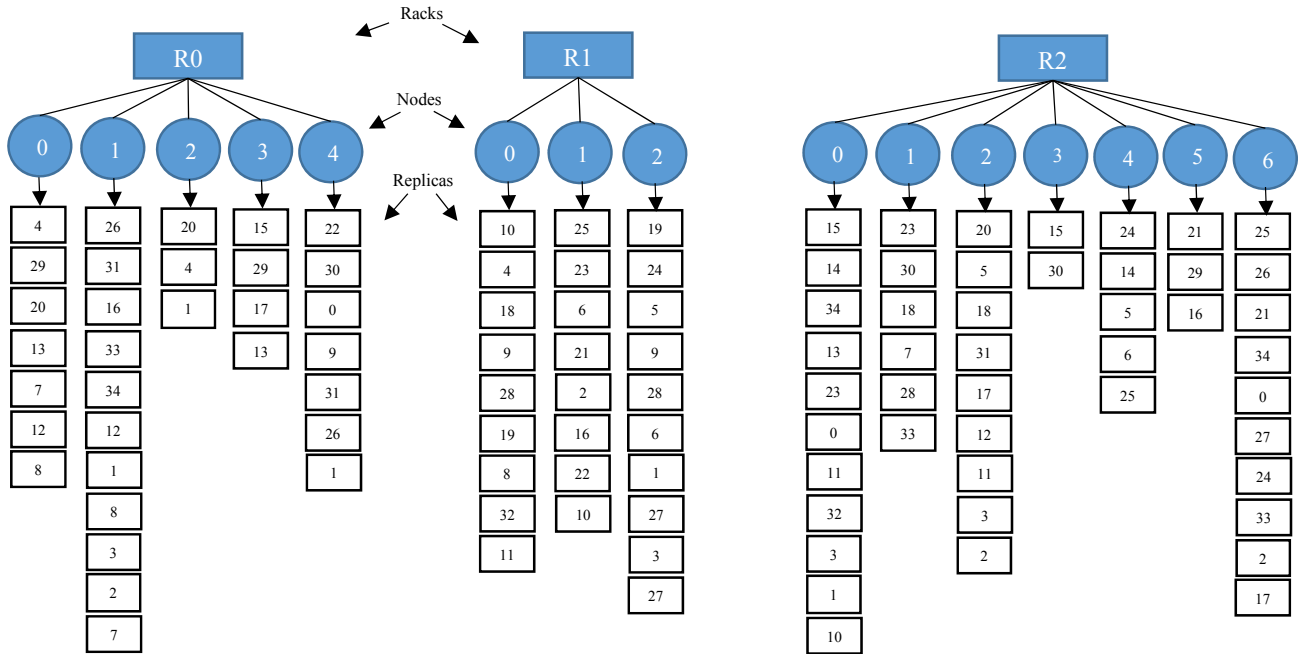 Racks
R0 R1 R2
Nodes
0 1 2 3 4 0 1 2 0 1 2 3 4 5 6
Replicas
4 26 20 15 22 10 25 19 15 23 20 15 24 21 25
29 31 4 29 30 4 23 24 14 30 5 30 14 29 26
20 16 1 17 0 18 6 5 34 18 18 5 16 21
13 33 13 9 9 21 9 13 7 31 6 34
7 34 31 28 2 28 23 28 17 25 0
12 12 26 19 16 6 0 33 12 27
8 1 1 8 22 1 11 11 24
8 32 10 27 32 3 33
3 11 3 3 2 2
2 27 1 17
7 10